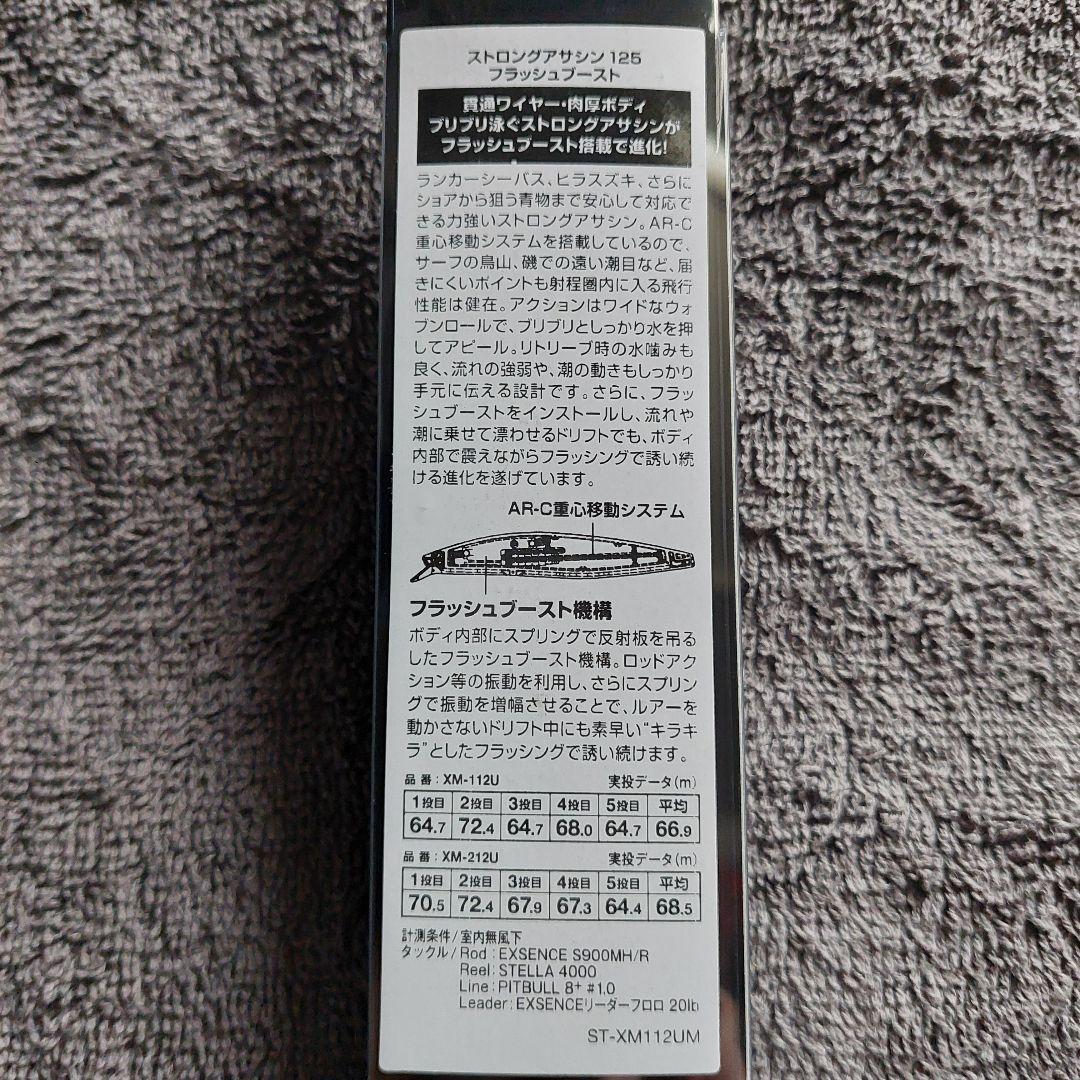 ストロングアサシン 125
フラッシュブースト
貫通ワイヤー・肉厚ボディ
ブリブリ泳ぐストロングアサシンが
フラッシュブースト搭載で進化!
ランカーシーバス、ヒラスズキ、さらに
ショアから狙う青物まで安心して対応で
きる力強いストロングアサシン。AR-C
重心移動システムを搭載しているので、
サーフの鳥山、磯での遠い潮目など、届
きにくいポイントも射程圏内に入る飛行
性能は健在。アクションはワイドなウォ
ブンロールで、ブリブリとしっかり水を押
してアピール。リトリーブ時の水噛みも
良く、流れの強弱や、潮の動きもしっかり
手元に伝える設計です。さらに、フラッ
シュブーストをインストールし、流れや
潮に乗せて漂わせるドリフトでも、ボディ
内部で震えながらフラッシングで誘い続
ける進化を遂げています。
AR-C重心移動システム
フラッシュブースト機構
ボディ内部にスプリングで反射板を吊る
したフラッシュブースト機構。ロッドアク
ション等の振動を利用し、さらにスプリン
グで振動を増幅させることで、ルアーを
動かさないドリフト中にも素早い“キラキ
ラ”としたフラッシングで誘い続けます。
品番:XM-112U 実投データ(m)
1投目 2投目 3投目 4投目 5投目 平均
64.7 72.4 64.7 68.0 64.7 66.9
品番:XM-212U 実投データ(m)
1投目 2投目 3投目 4投目 5投目 平均
70.5 72.4 67.9 67.3 64.4 68.5
計測条件/室内無風下
タックル/Rod:EXSENCE S900MH/R
Reel:STELLA 4000
Line:PITBULL 8+ #1.0
Leader:EXSENCEリーダーフロロ 20lb
ST-XM112UM